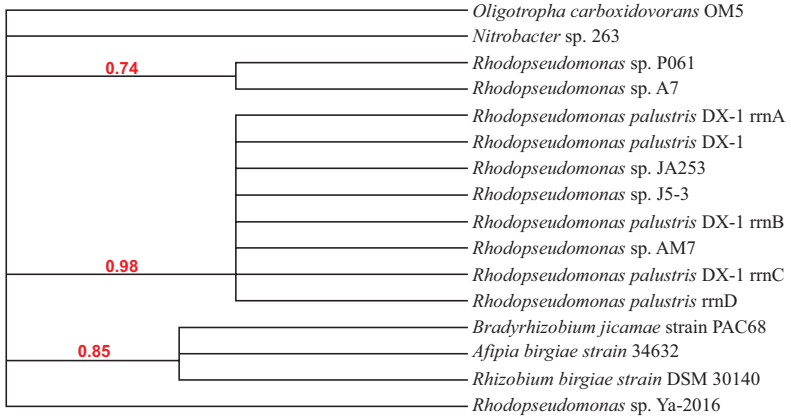 Oligotropha carboxidovorans OM5
Nitrobacter sp. 263
0.74
Rhodopseudomonas sp. P061
Rhodopseudomonas sp. A7
Rhodopseudomonas palustris DX-1 rrnA
Rhodopseudomonas palustris DX-1
Rhodopseudomonas sp. JA253
Rhodopseudomonas sp. J5-3
Rhodopseudomonas palustris DX-1 rrnB
Rhodopseudomonas sp. AM7
0.98
Rhodopseudomonas palustris DX-1 rrnC
Rhodopseudomonas palustris rrnD
Bradyrhizobium jicamae strain PAC68
0.85
Afipia birgiae strain 34632
Rhizobium birgiae strain DSM 30140
Rhodopseudomonas sp. Ya-2016